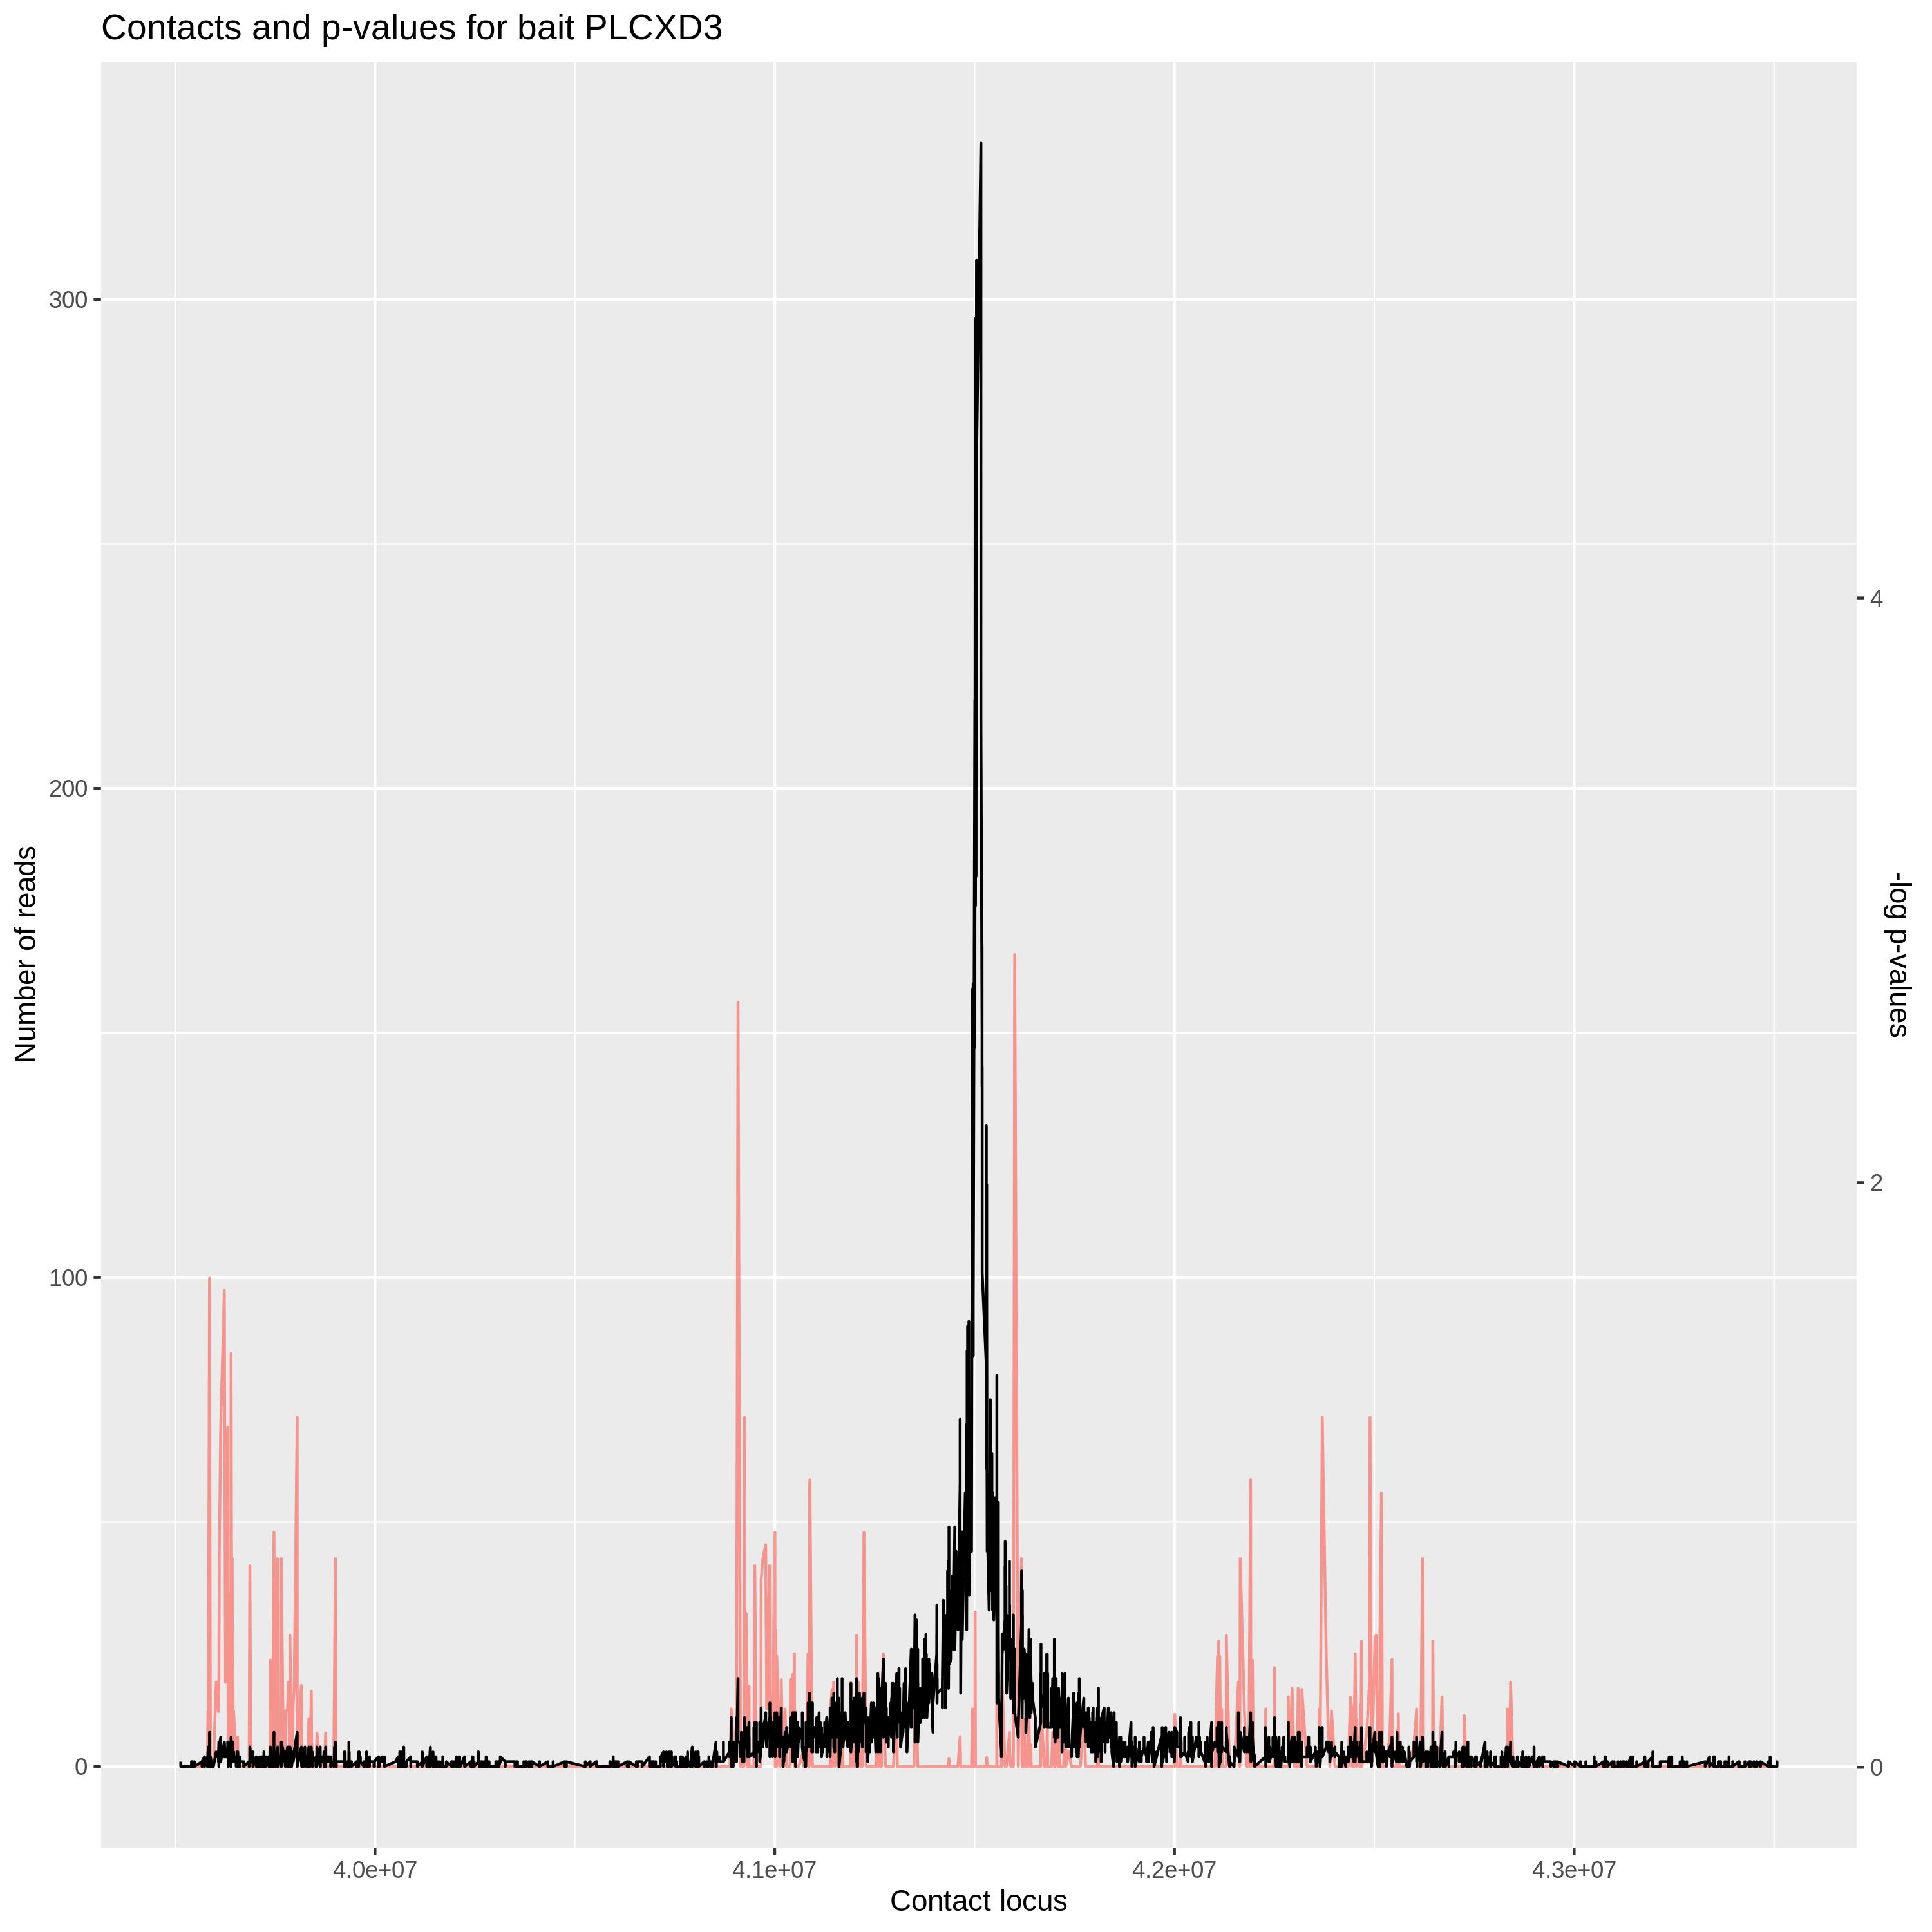 Contacts and p-values for bait PLCXD3
Number of reads
300
200
100
0
4
2
0
-log p-values
4.0e+07
4.1e+07
4.2e+07
4.3e+07
Contact locus